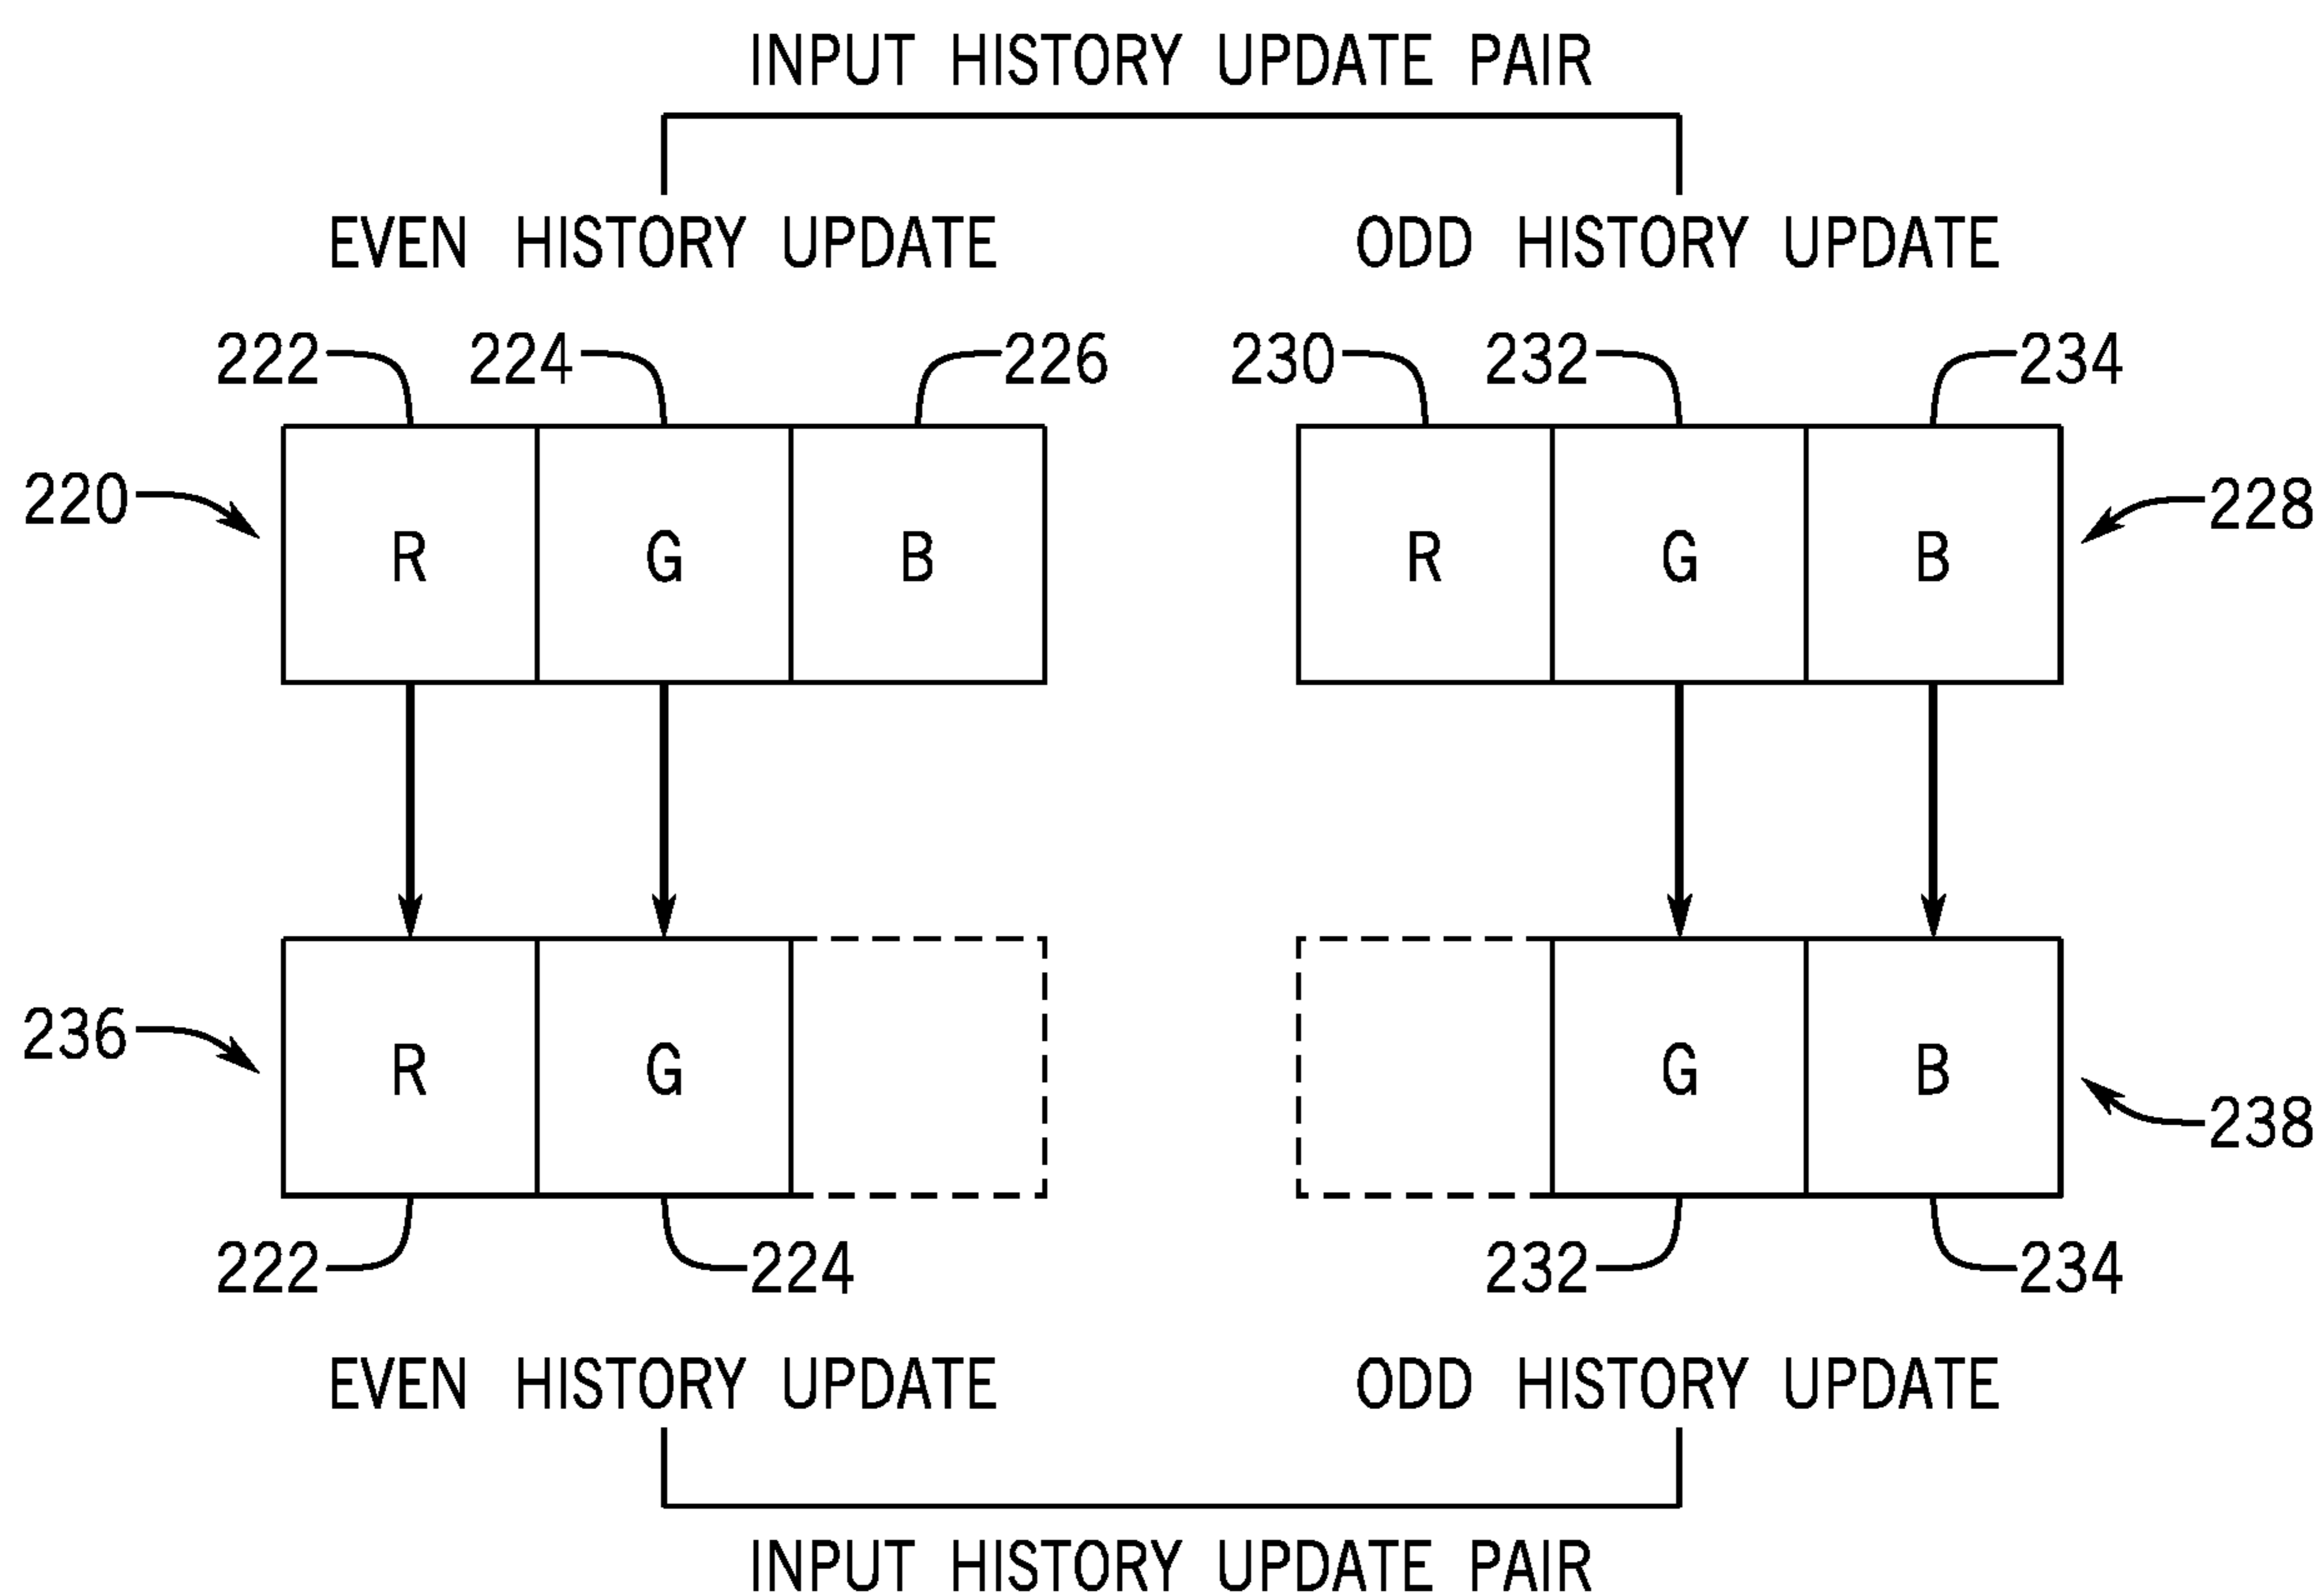 INPUT HISTORY UPDATE PAIR
EVEN HISTORY UPDATE ODD HISTORY UPDATE
222 224 226 230 232 234
220 228
R G B R G B
236
R G G B
238
222 224 232 234
EVEN HISTORY UPDATE ODD HISTORY UPDATE
INPUT HISTORY UPDATE PAIR